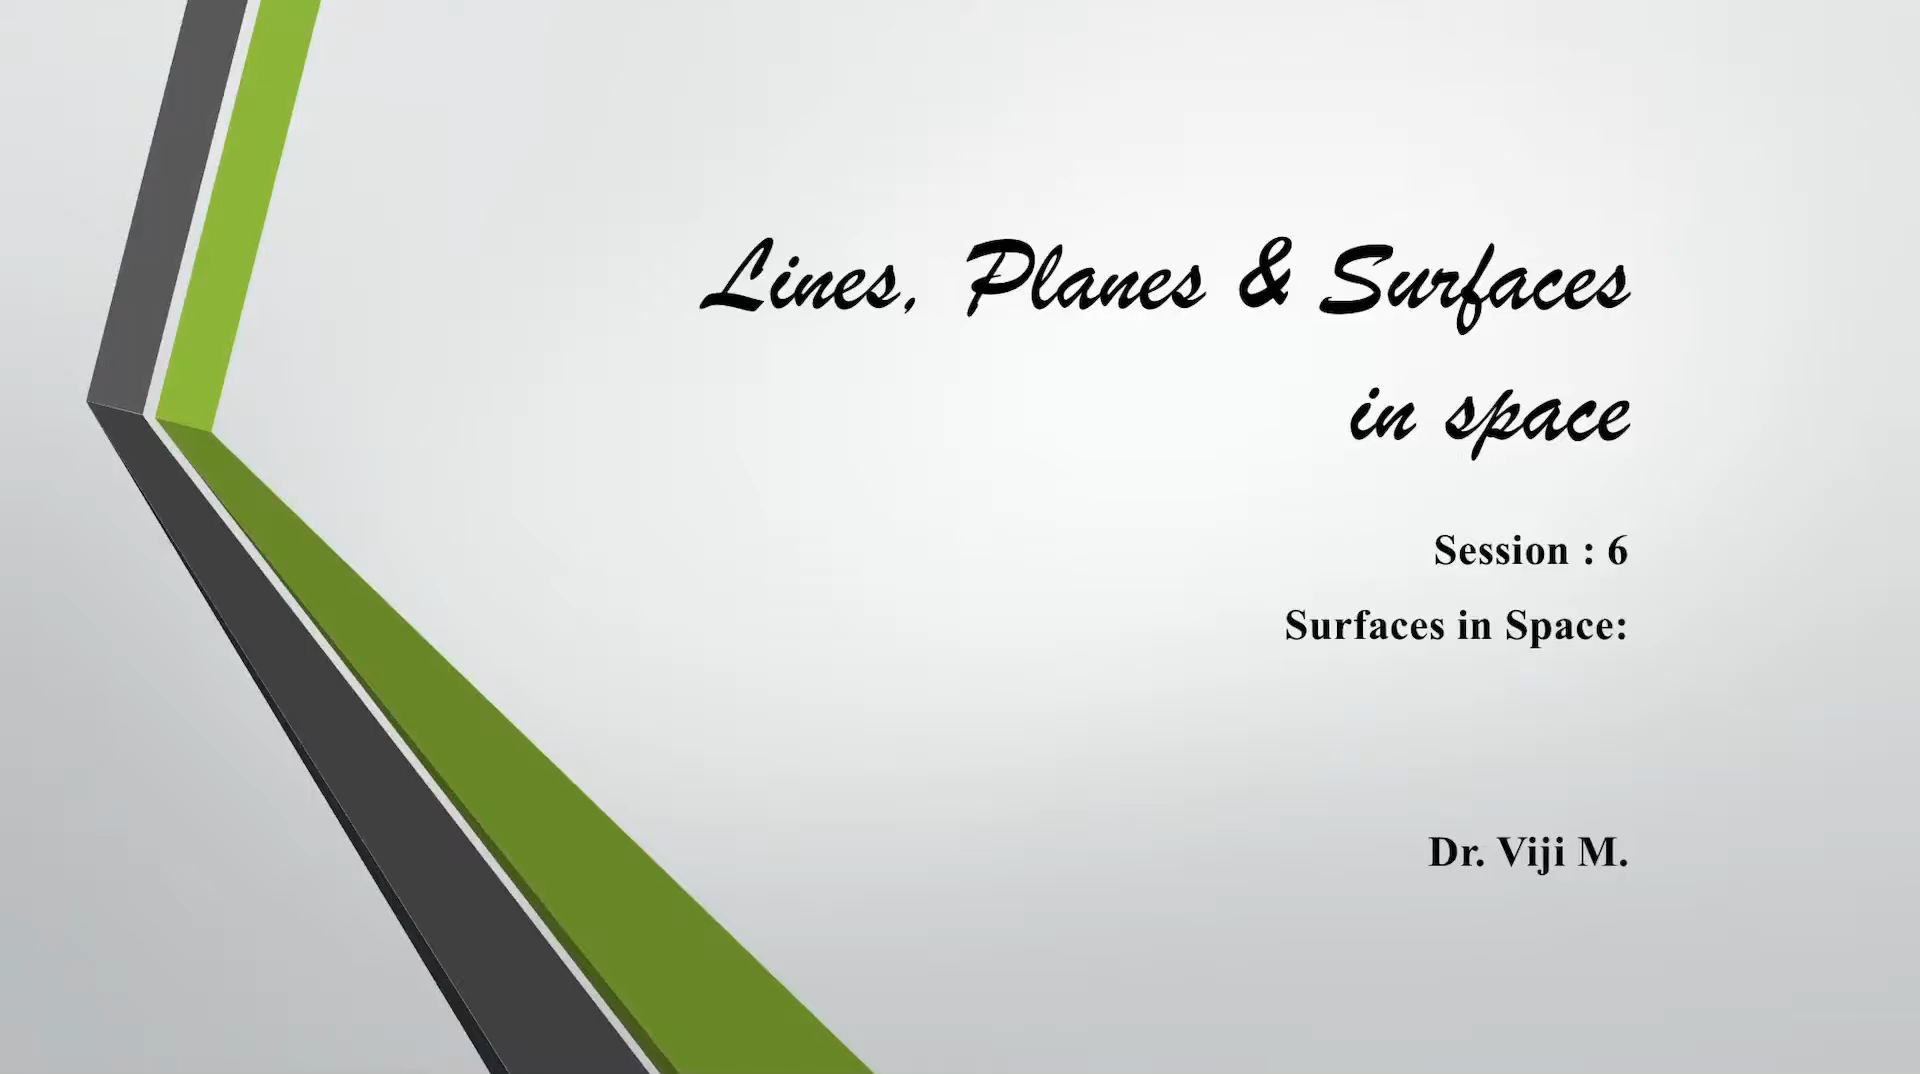 Lines, Planes & Surfaces
in space
Session : 6
Surfaces in Space:
Dr. Viji M.